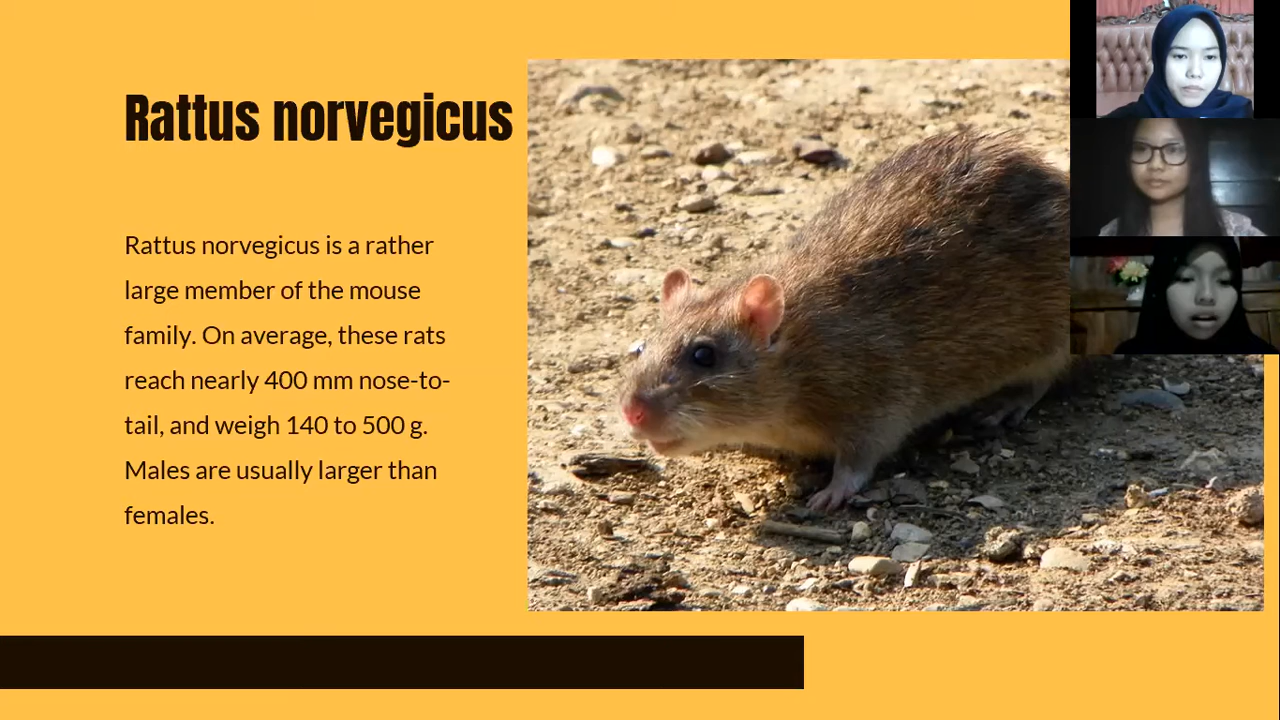 Rattus norvegicus
Rattus norvegicus is a rather
large member of the mouse
family. On average, these rats
reach nearly 400 mm nose-to-
tail, and weigh 140 to 500 g.
Males are usually larger than
females.